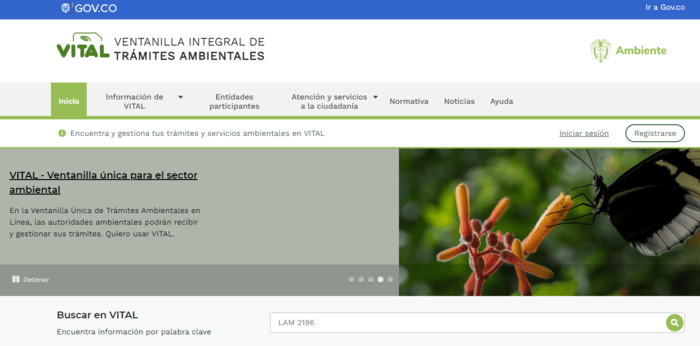 GOV.CO
Ir a Gov.co
VITAL
VENTANILLA INTEGRAL DE
TRÁMITES AMBIENTALES
Ambiente
Inicio
Información de
VITAL
Entidades
participantes
Atención y servicios
a la ciudadanía
Normativa
Noticias
Ayuda
Encuentra y gestiona tus trámites y servicios ambientales en VITAL
Iniciar sesión
Registrarse
VITAL - Ventanilla única para el sector
ambiental
En la Ventanilla Única de Trámites Ambientales en
Línea, las autoridades ambientales podrán recibir
y gestionar sus trámites. Quiero usar VITAL.
Detener
Buscar en VITAL
Encuentra información por palabra clave
LAM 2196